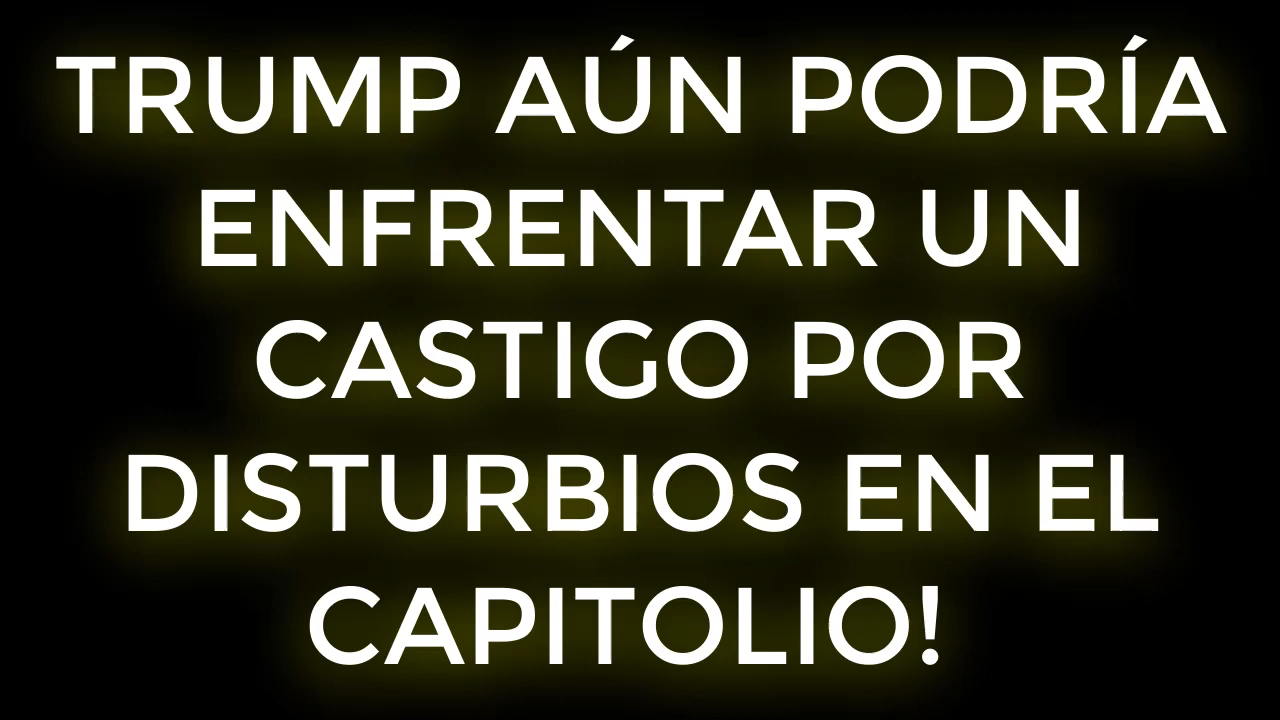 TRUMP AÚN PODRÍA
ENFRENTAR UN
CASTIGO POR
DISTURBIOS EN EL
CAPITOLIO!